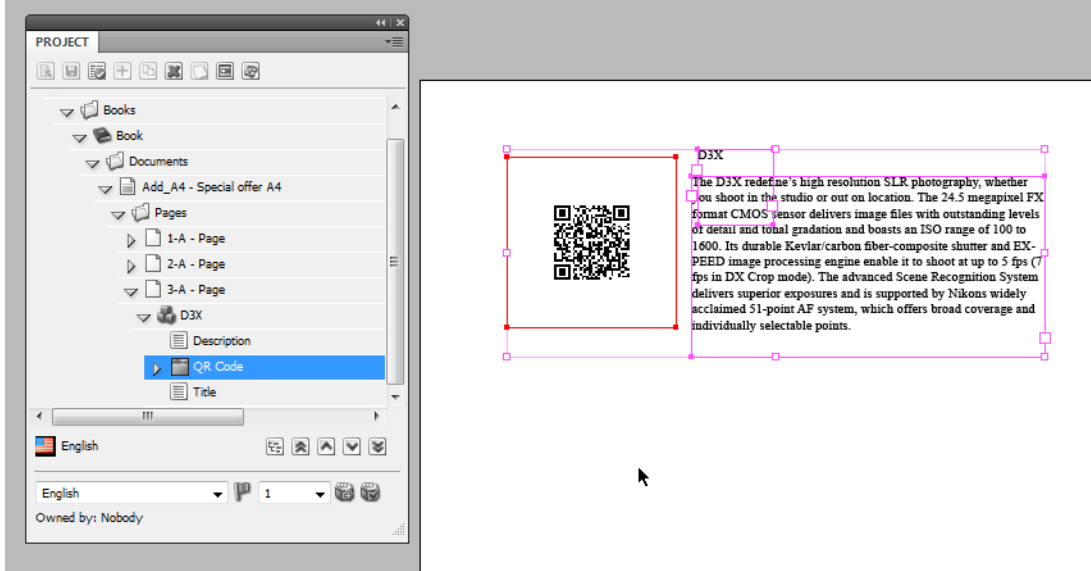 PROJECT
Books
Book
Documents
Add_A4 - Special offer A4
Pages
1-A - Page
2-A - Page
3-A - Page
D3X
Description
QR Code
Title
English
English
1
Owned by: Nobody
D3X
The D3X redefine's high resolution SLR photography, whether
you shoot in the studio or out on location. The 24.5 megapixel FX
format CMOS sensor delivers image files with outstanding levels
of detail and tonal gradation and boasts an ISO range of 100 to
1600. Its durable Kevlar/carbon fiber-composite shutter and EX-
PEED image processing engine enable it to shoot at up to 5 fps (7
fps in DX Crop mode). The advanced Scene Recognition System
delivers superior exposures and is supported by Nikons widely
acclaimed 51-point AF system, which offers broad coverage and
individually selectable points.